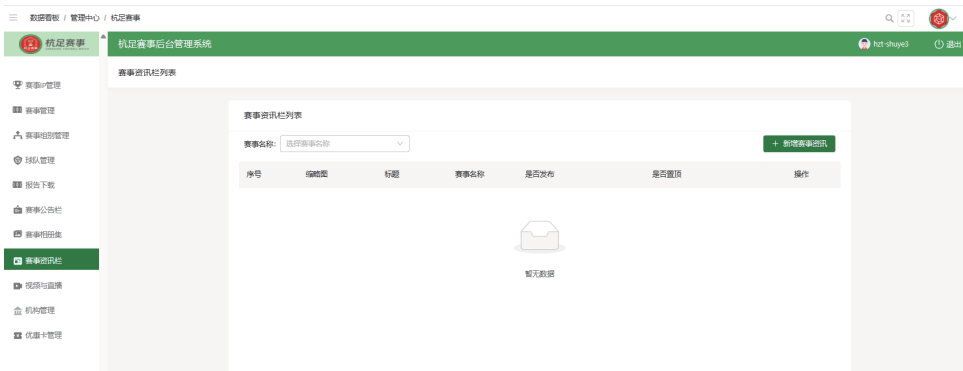 数据看板 / 管理中心 / 杭足赛事
杭足赛事
杭足赛事后台管理系统
hzt-shuye3
退出
赛事资讯栏列表
赛事IP管理
赛事管理
赛事组别管理
球队管理
报告下载
赛事公告栏
赛事相册集
赛事资讯栏
视频与直播
机构管理
优惠卡管理
赛事资讯栏列表
赛事名称: 选择赛事名称
+ 新增赛事资讯
序号 缩略图 标题 赛事名称 是否发布 是否置顶 操作
暂无数据